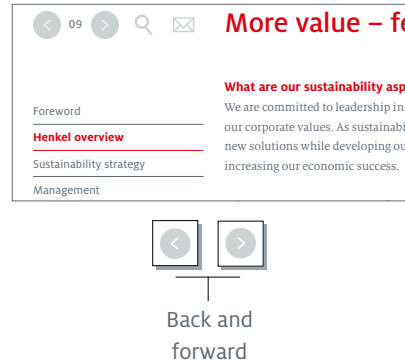 09
More value – fe
What are our sustainability asp
We are committed to leadership in
our corporate values. As sustainabi
new solutions while developing ou
increasing our economic success.
Foreword
Henkel overview
Sustainability strategy
Management
Back and
forward